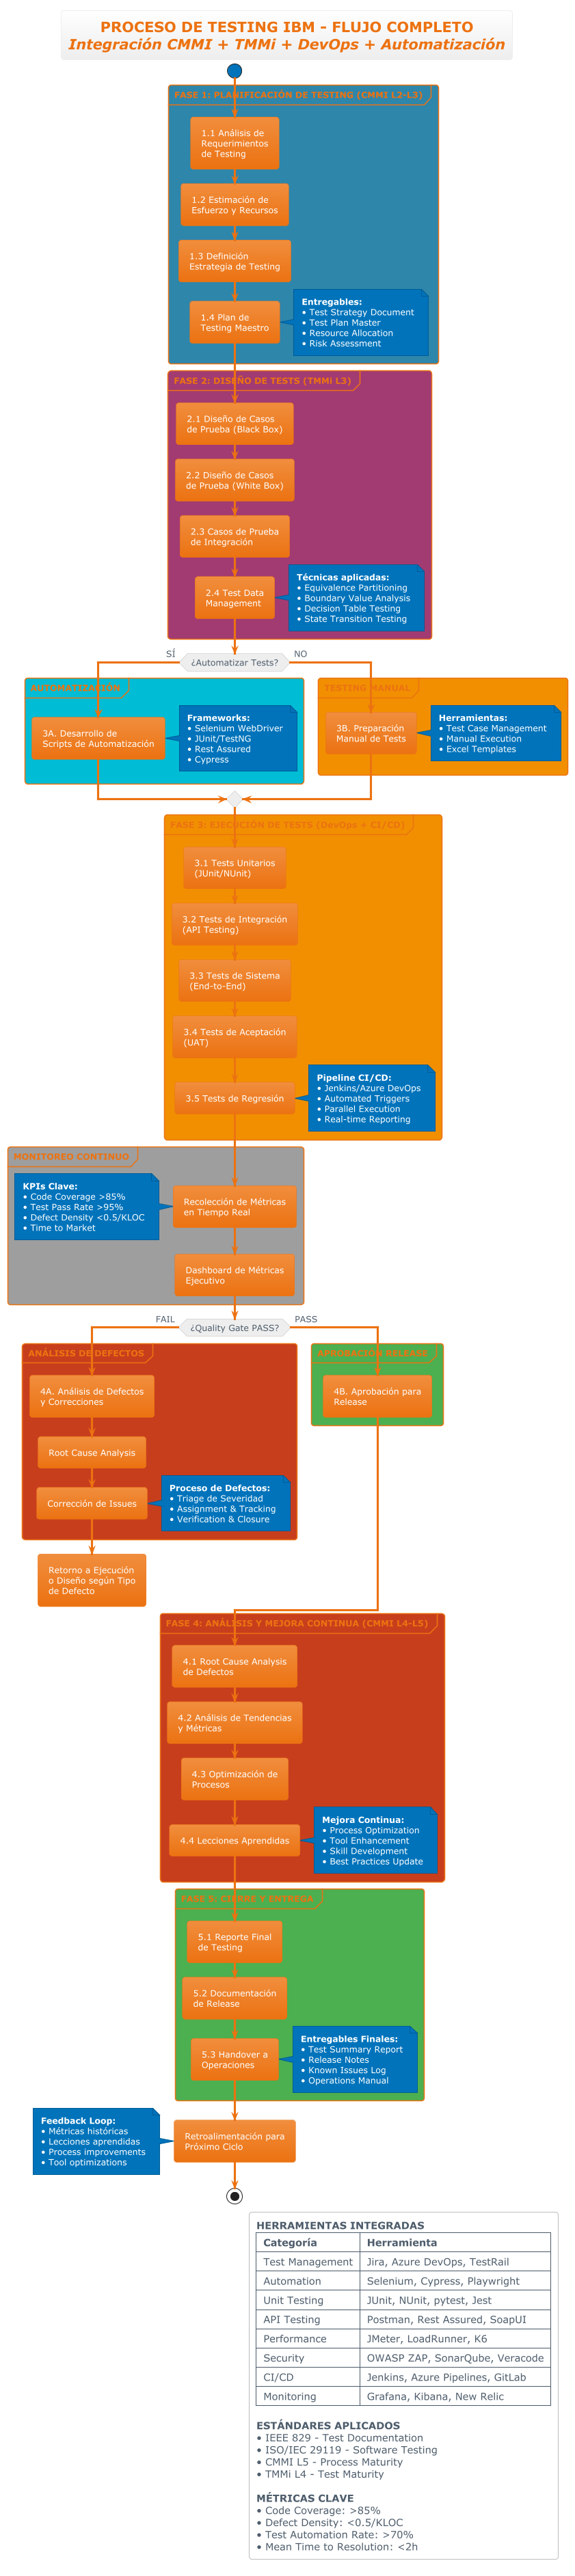 PROCESO DE TESTING IBM - FLUJO COMPLETO
Integración CMMI + TMMi + DevOps + Automatización
FASE 1: PLANIFICACIÓN DE TESTING (CMMI L2-L3)
1.1 Análisis de
Requerimientos
de Testing
1.2 Estimación de
Esfuerzo y Recursos
1.3 Definición
Estrategia de Testing
1.4 Plan de
Testing Maestro
Entregables:
• Test Strategy Document
• Test Plan Master
• Resource Allocation
• Risk Assessment
FASE 2: DISEÑO DE TESTS (TMMi L3)
2.1 Diseño de Casos
de Prueba (Black Box)
2.2 Diseño de Casos
de Prueba (White Box)
2.3 Casos de Prueba
de Integración
2.4 Test Data
Management
Técnicas aplicadas:
• Equivalence Partitioning
• Boundary Value Analysis
• Decision Table Testing
• State Transition Testing
SÍ
¿Automatizar Tests?
NO
AUTOMATIZACIÓN
3A. Desarrollo de
Scripts de Automatización
Frameworks:
• Selenium WebDriver
• JUnit/TestNG
• Rest Assured
• Cypress
TESTING MANUAL
3B. Preparación
Manual de Tests
Herramientas:
• Test Case Management
• Manual Execution
• Excel Templates
FASE 3: EJECUCIÓN DE TESTS (DevOps + CI/CD)
3.1 Tests Unitarios
(JUnit/NUnit)
3.2 Tests de Integración
(API Testing)
3.3 Tests de Sistema
(End-to-End)
3.4 Tests de Aceptación
(UAT)
3.5 Tests de Regresión
Pipeline CI/CD:
• Jenkins/Azure DevOps
• Automated Triggers
• Parallel Execution
• Real-time Reporting
MONITOREO CONTINUO
KPIs Clave:
• Code Coverage >85%
• Test Pass Rate >95%
• Defect Density <0.5/KLOC
• Time to Market
Recolección de Métricas
en Tiempo Real
Dashboard de Métricas
Ejecutivo
FAIL
¿Quality Gate PASS?
PASS
ANÁLISIS DE DEFECTOS
4A. Análisis de Defectos
y Correcciones
Root Cause Analysis
Corrección de Issues
Proceso de Defectos:
• Triage de Severidad
• Assignment & Tracking
• Verification & Closure
Retorno a Ejecución
o Diseño según Tipo
de Defecto
APROBACIÓN RELEASE
4B. Aprobación para
Release
FASE 4: ANÁLISIS Y MEJORA CONTINUA (CMMI L4-L5)
4.1 Root Cause Analysis
de Defectos
4.2 Análisis de Tendencias
y Métricas
4.3 Optimización de
Procesos
4.4 Lecciones Aprendidas
Mejora Continua:
• Process Optimization
• Tool Enhancement
• Skill Development
• Best Practices Update
FASE 5: CIERRE Y ENTREGA
5.1 Reporte Final
de Testing
5.2 Documentación
de Release
5.3 Handover a
Operaciones
Entregables Finales:
• Test Summary Report
• Release Notes
• Known Issues Log
• Operations Manual
Feedback Loop:
• Métricas históricas
• Lecciones aprendidas
• Process improvements
• Tool optimizations
Retroalimentación para
Próximo Ciclo
HERRAMIENTAS INTEGRADAS
Categoría Herramienta
Test Management Jira, Azure DevOps, TestRail
Automation Selenium, Cypress, Playwright
Unit Testing JUnit, NUnit, pytest, Jest
API Testing Postman, Rest Assured, SoapUI
Performance JMeter, LoadRunner, K6
Security OWASP ZAP, SonarQube, Veracode
CI/CD Jenkins, Azure Pipelines, GitLab
Monitoring Grafana, Kibana, New Relic
ESTÁNDARES APLICADOS
• IEEE 829 - Test Documentation
• ISO/IEC 29119 - Software Testing
• CMMI L5 - Process Maturity
• TMMi L4 - Test Maturity
MÉTRICAS CLAVE
• Code Coverage: >85%
• Defect Density: <0.5/KLOC
• Test Automation Rate: >70%
• Mean Time to Resolution: <2h